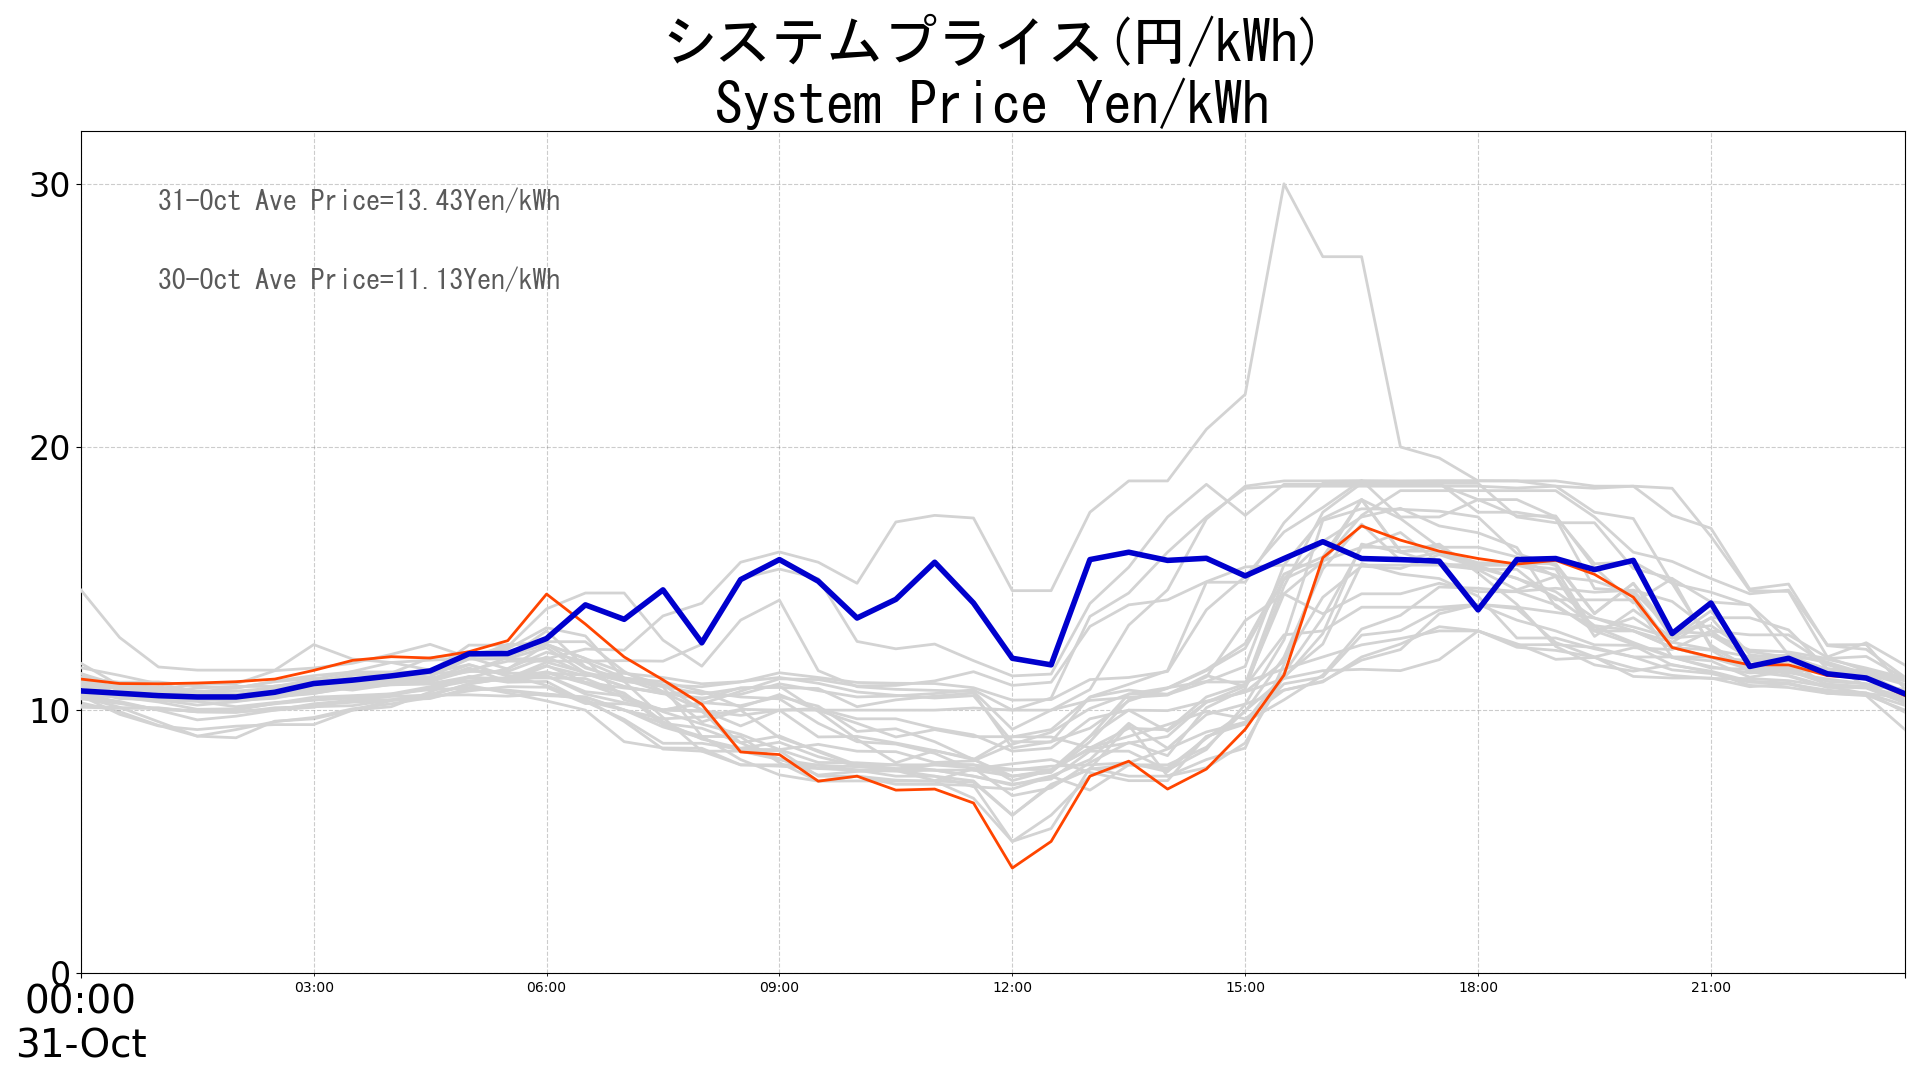 システムプライス(円/kWh)
System Price Yen/kWh
30
31-Oct Ave Price=13.43Yen/kWh
30-Oct Ave Price=11.13Yen/kWh
20
10
0
00:00 03:00 06:00 09:00 12:00 15:00 18:00 21:00
31-Oct